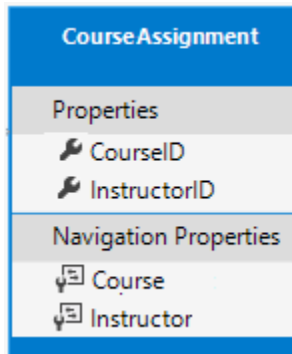 CourseAssignment
Properties
CourseID
InstructorID
Navigation Properties
Course
Instructor